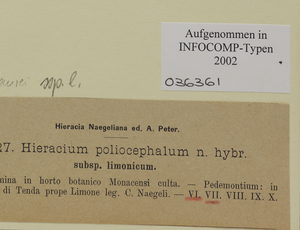 Aufgenommen in
INFOCOMP-Typen
2002
036361
ssp. l.
Hieracia Naegeliana ed. A. Peter.
27. Hieracium poliocephalum n. hybr.
subsp. limonicum.
mina in horto botanico Monacensi culta. — Pedemontium: in
di Tenda prope Limone leg. C. Naegeli. — VI. VII. VIII. IX. X.